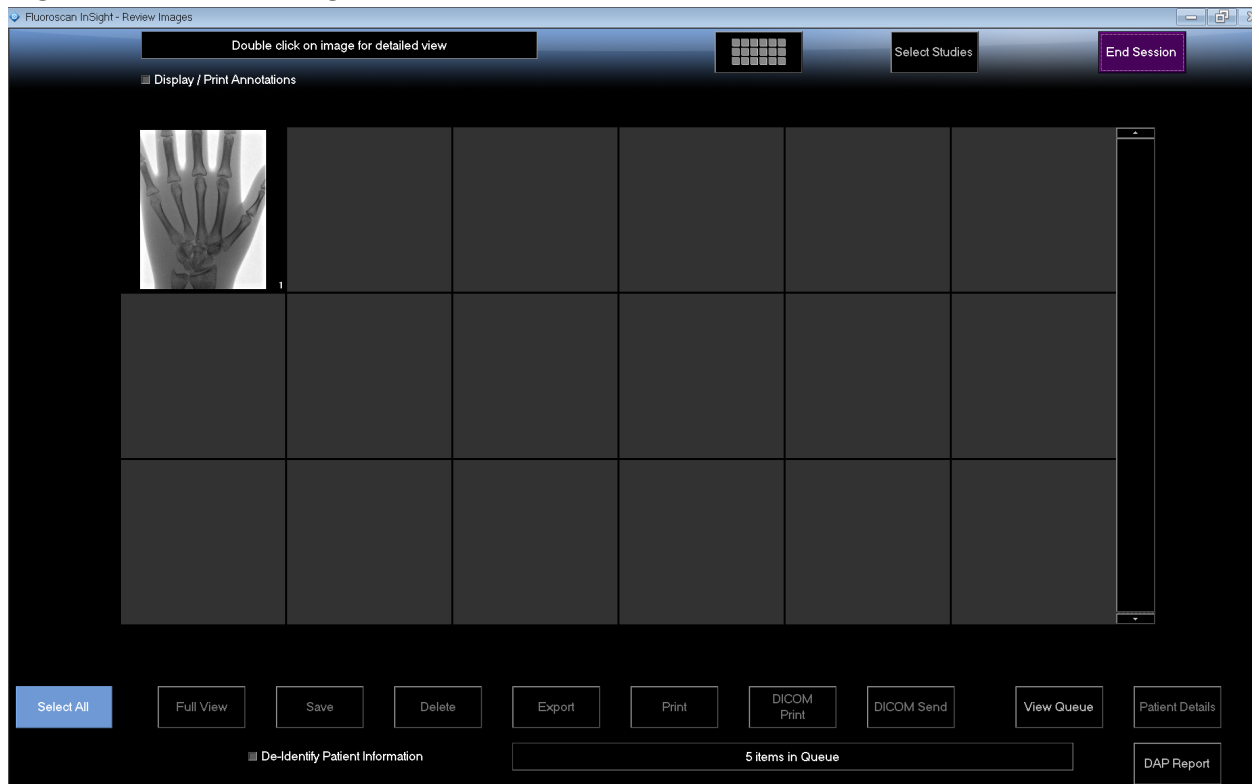 Fluoroscan InSight - Review Images
Double click on image for detailed view
Select Studies
End Session
Display / Print Annotations
1
Select All
Full View
Save
Delete
Export
Print
DICOM
Print
DICOM Send
View Queue
Patient Details
De-Identify Patient Information
5 items in Queue
DAP Report